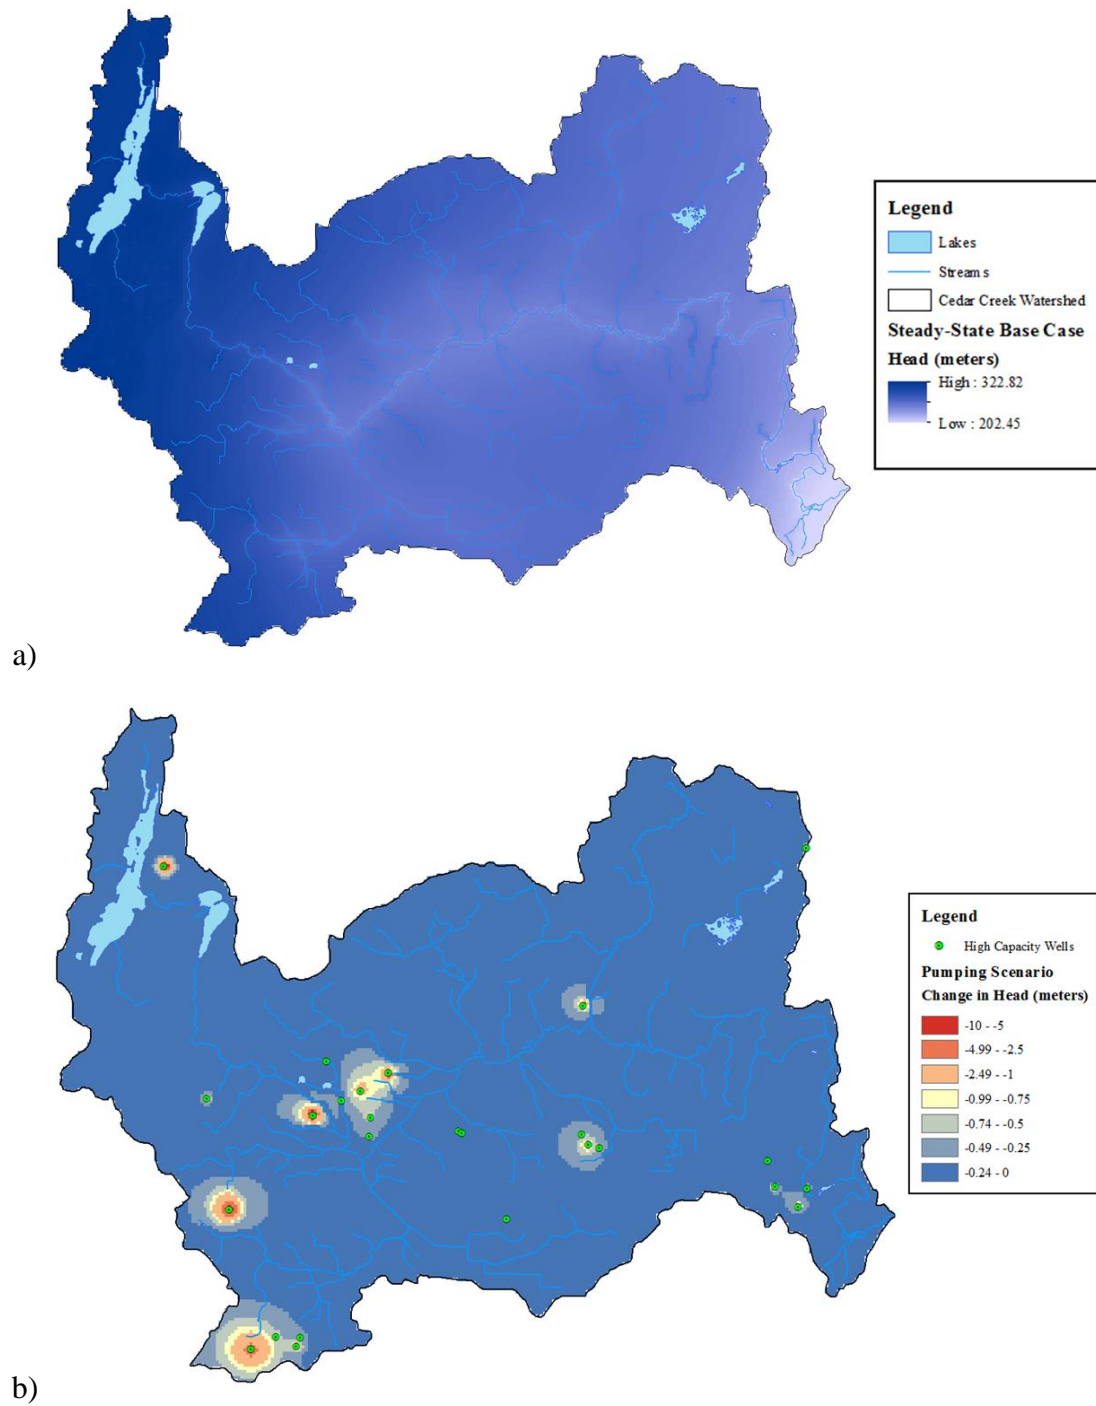 Legend
Lakes
Streams
Cedar Creek Watershed
Steady-State Base Case
Head (meters)
High : 322.82
Low : 202.45
a)
Legend
High Capacity Wells
Pumping Scenario
Change in Head (meters)
-10 - -5
-4.99 - -2.5
-2.49 - -1
-0.99 - -0.75
-0.74 - -0.5
-0.49 - -0.25
-0.24 - 0
b)